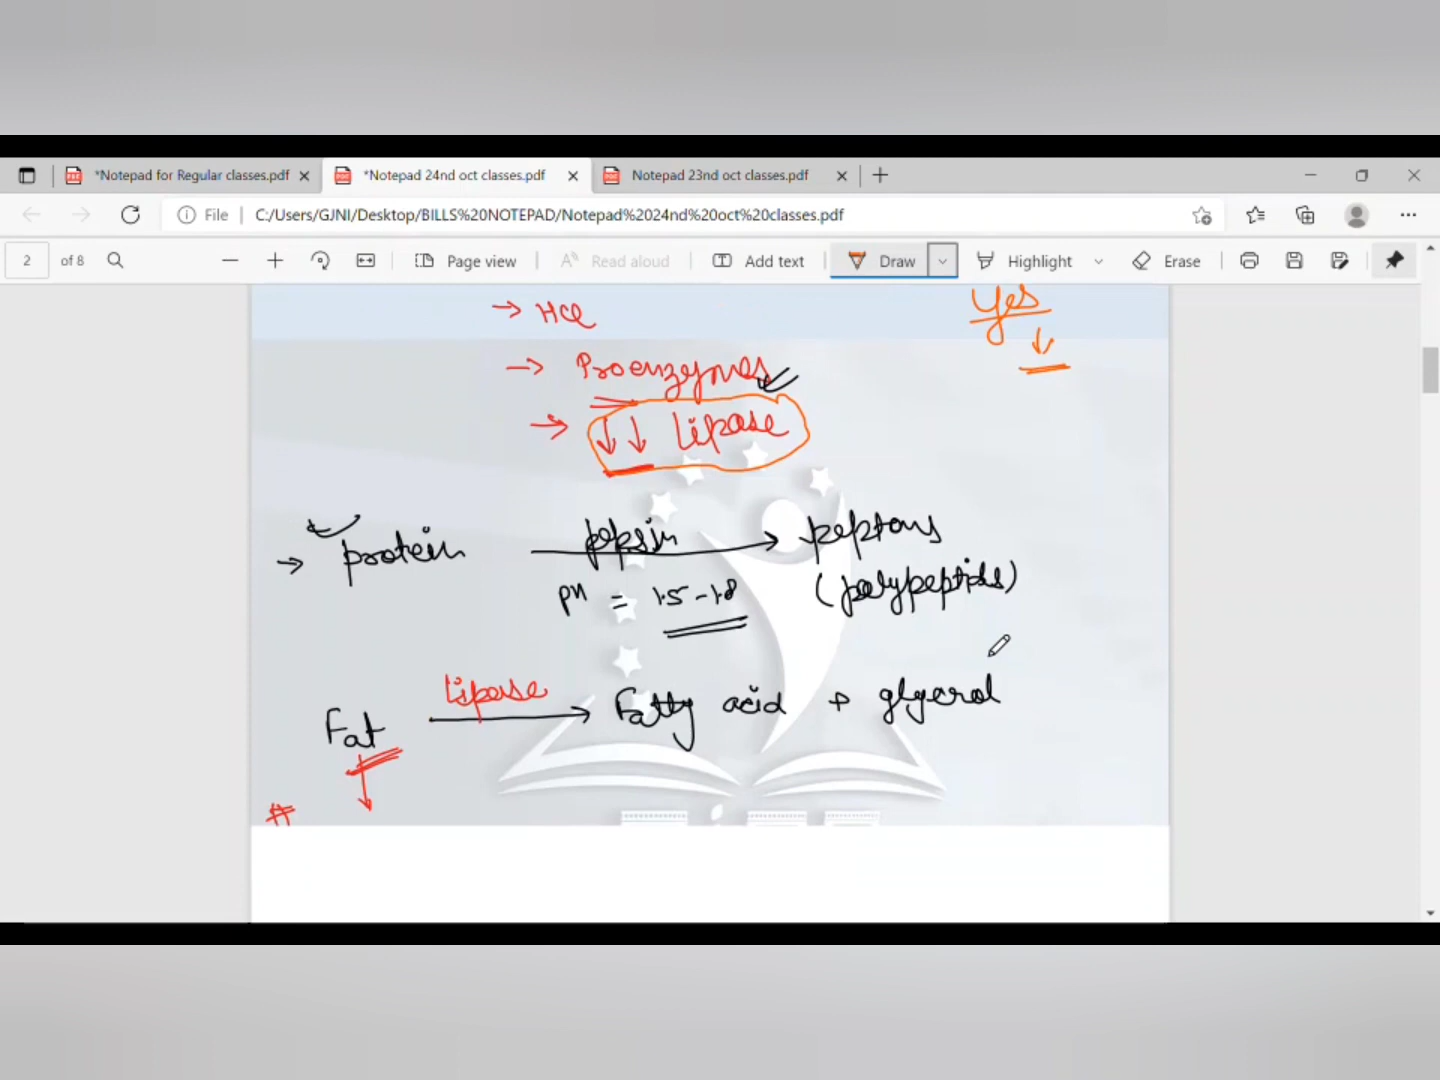 *Notepad for Regular classes.pdf *Notepad 24nd oct classes.pdf Notepad 23nd oct classes.pdf
File C:/Users/GJNI/Desktop/BILLS%20NOTEPAD/Notepad%2024nd%20oct%20classes.pdf
2 of 8 Page view Read aloud Add text Draw Highlight Erase
→ HCl Yes ↓
→ Proenzymes
→ ↓↓ Lipase
→ protein pepsin → peptons
pH = 1.5-1.8 (polypeptids)
Fat Lipase → Fatty acid + glycerol
↓
#